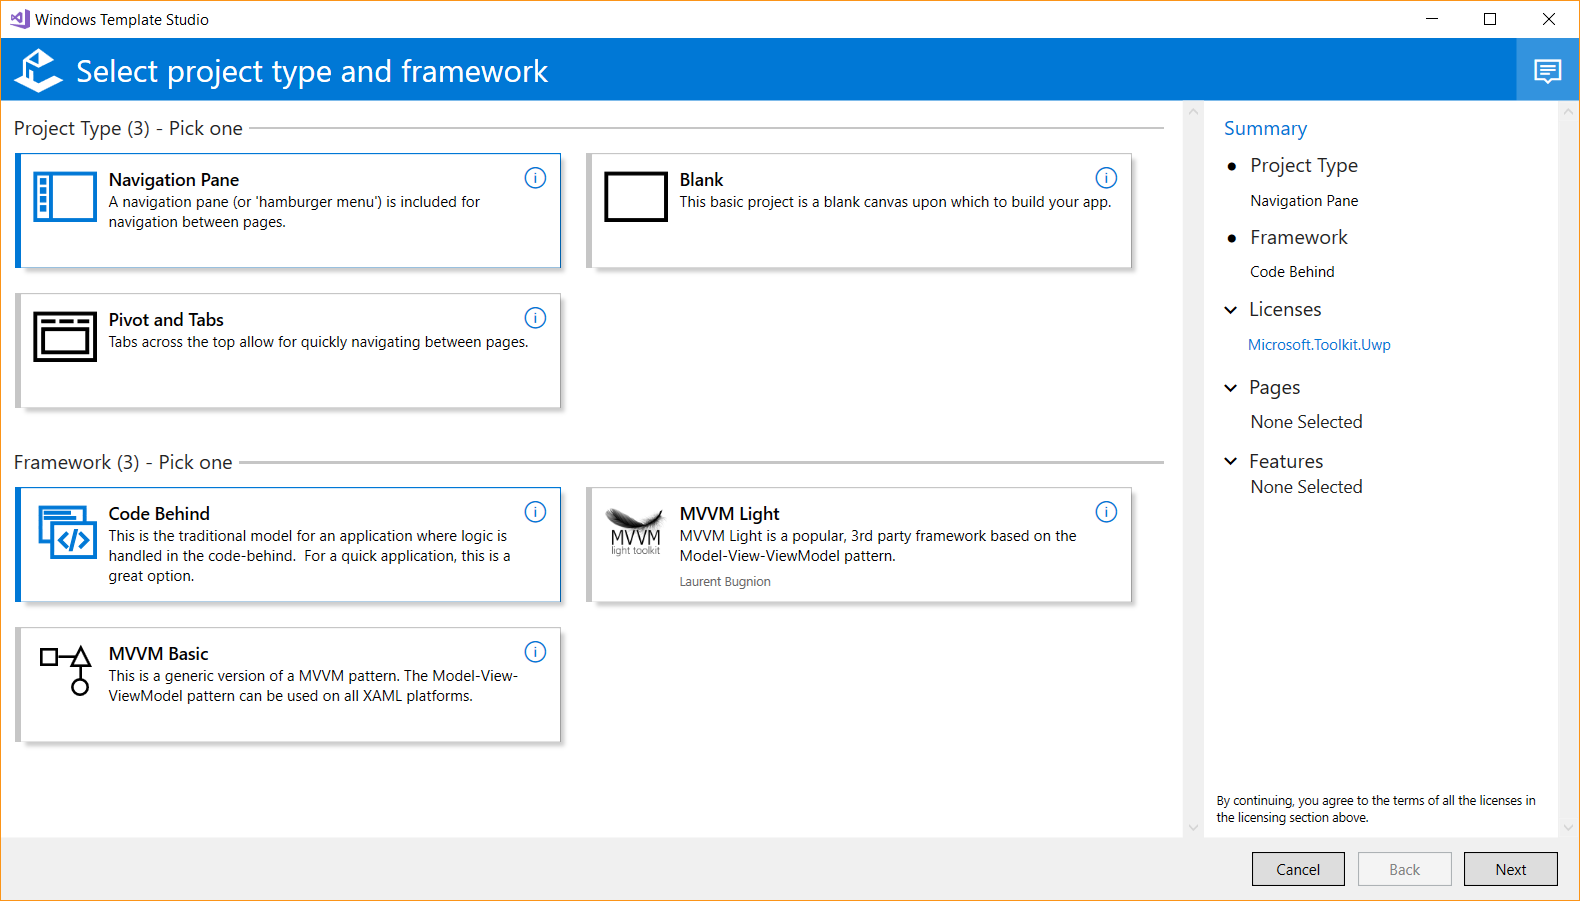 Windows Template Studio
Select project type and framework
Project Type (3) - Pick one
Navigation Pane
A navigation pane (or 'hamburger menu') is included for
navigation between pages.
Blank
This basic project is a blank canvas upon which to build your app.
Pivot and Tabs
Tabs across the top allow for quickly navigating between pages.
Framework (3) - Pick one
Code Behind
This is the traditional model for an application where logic is
handled in the code-behind.  For a quick application, this is a
great option.
MVVM
light toolkit
MVVM Light
MVVM Light is a popular, 3rd party framework based on the
Model-View-ViewModel pattern.
Laurent Bugnion
MVVM Basic
This is a generic version of a MVVM pattern. The Model-View-
ViewModel pattern can be used on all XAML platforms.
Summary
Project Type
Navigation Pane
Framework
Code Behind
Licenses
Microsoft.Toolkit.Uwp
Pages
None Selected
Features
None Selected
By continuing, you agree to the terms of all the licenses in
the licensing section above.
Cancel
Back
Next